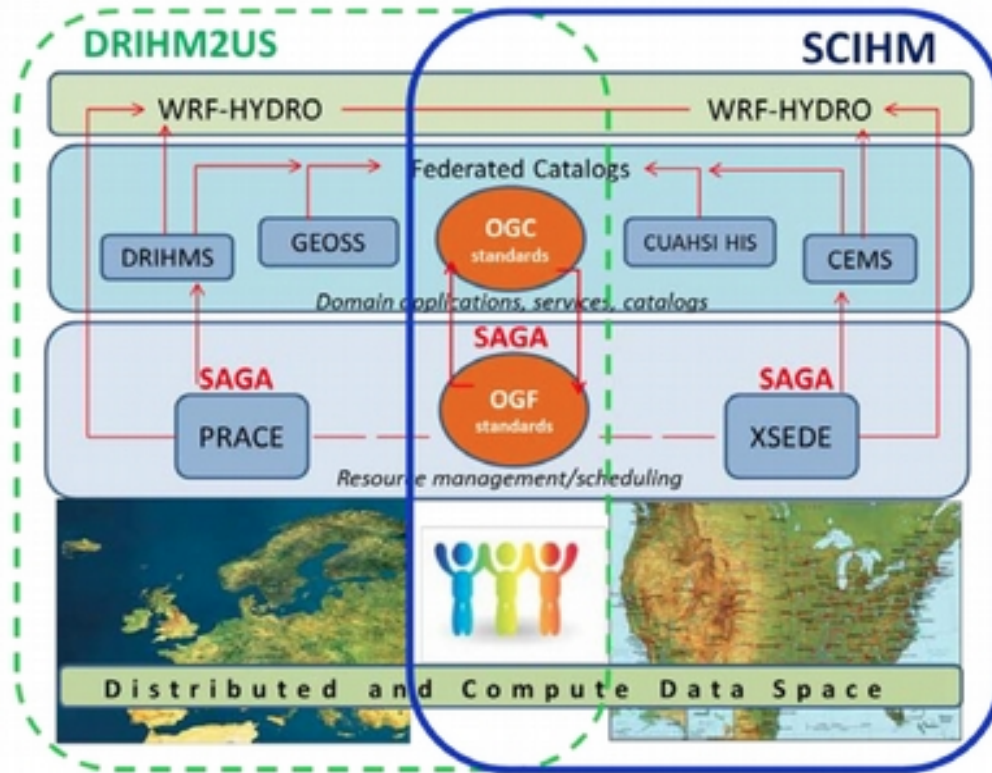 DRIHM2US
SCIHM
WRF-HYDRO
WRF-HYDRO
Federated Catalogs
DRIHMS
GEOSS
OGC
standards
CUAHSI HIS
CEMS
Domain applications, services, catalogs
SAGA
SAGA
SAGA
PRACE
OGF
standards
XSEDE
Resource management/scheduling
Distributed and Compute Data Space